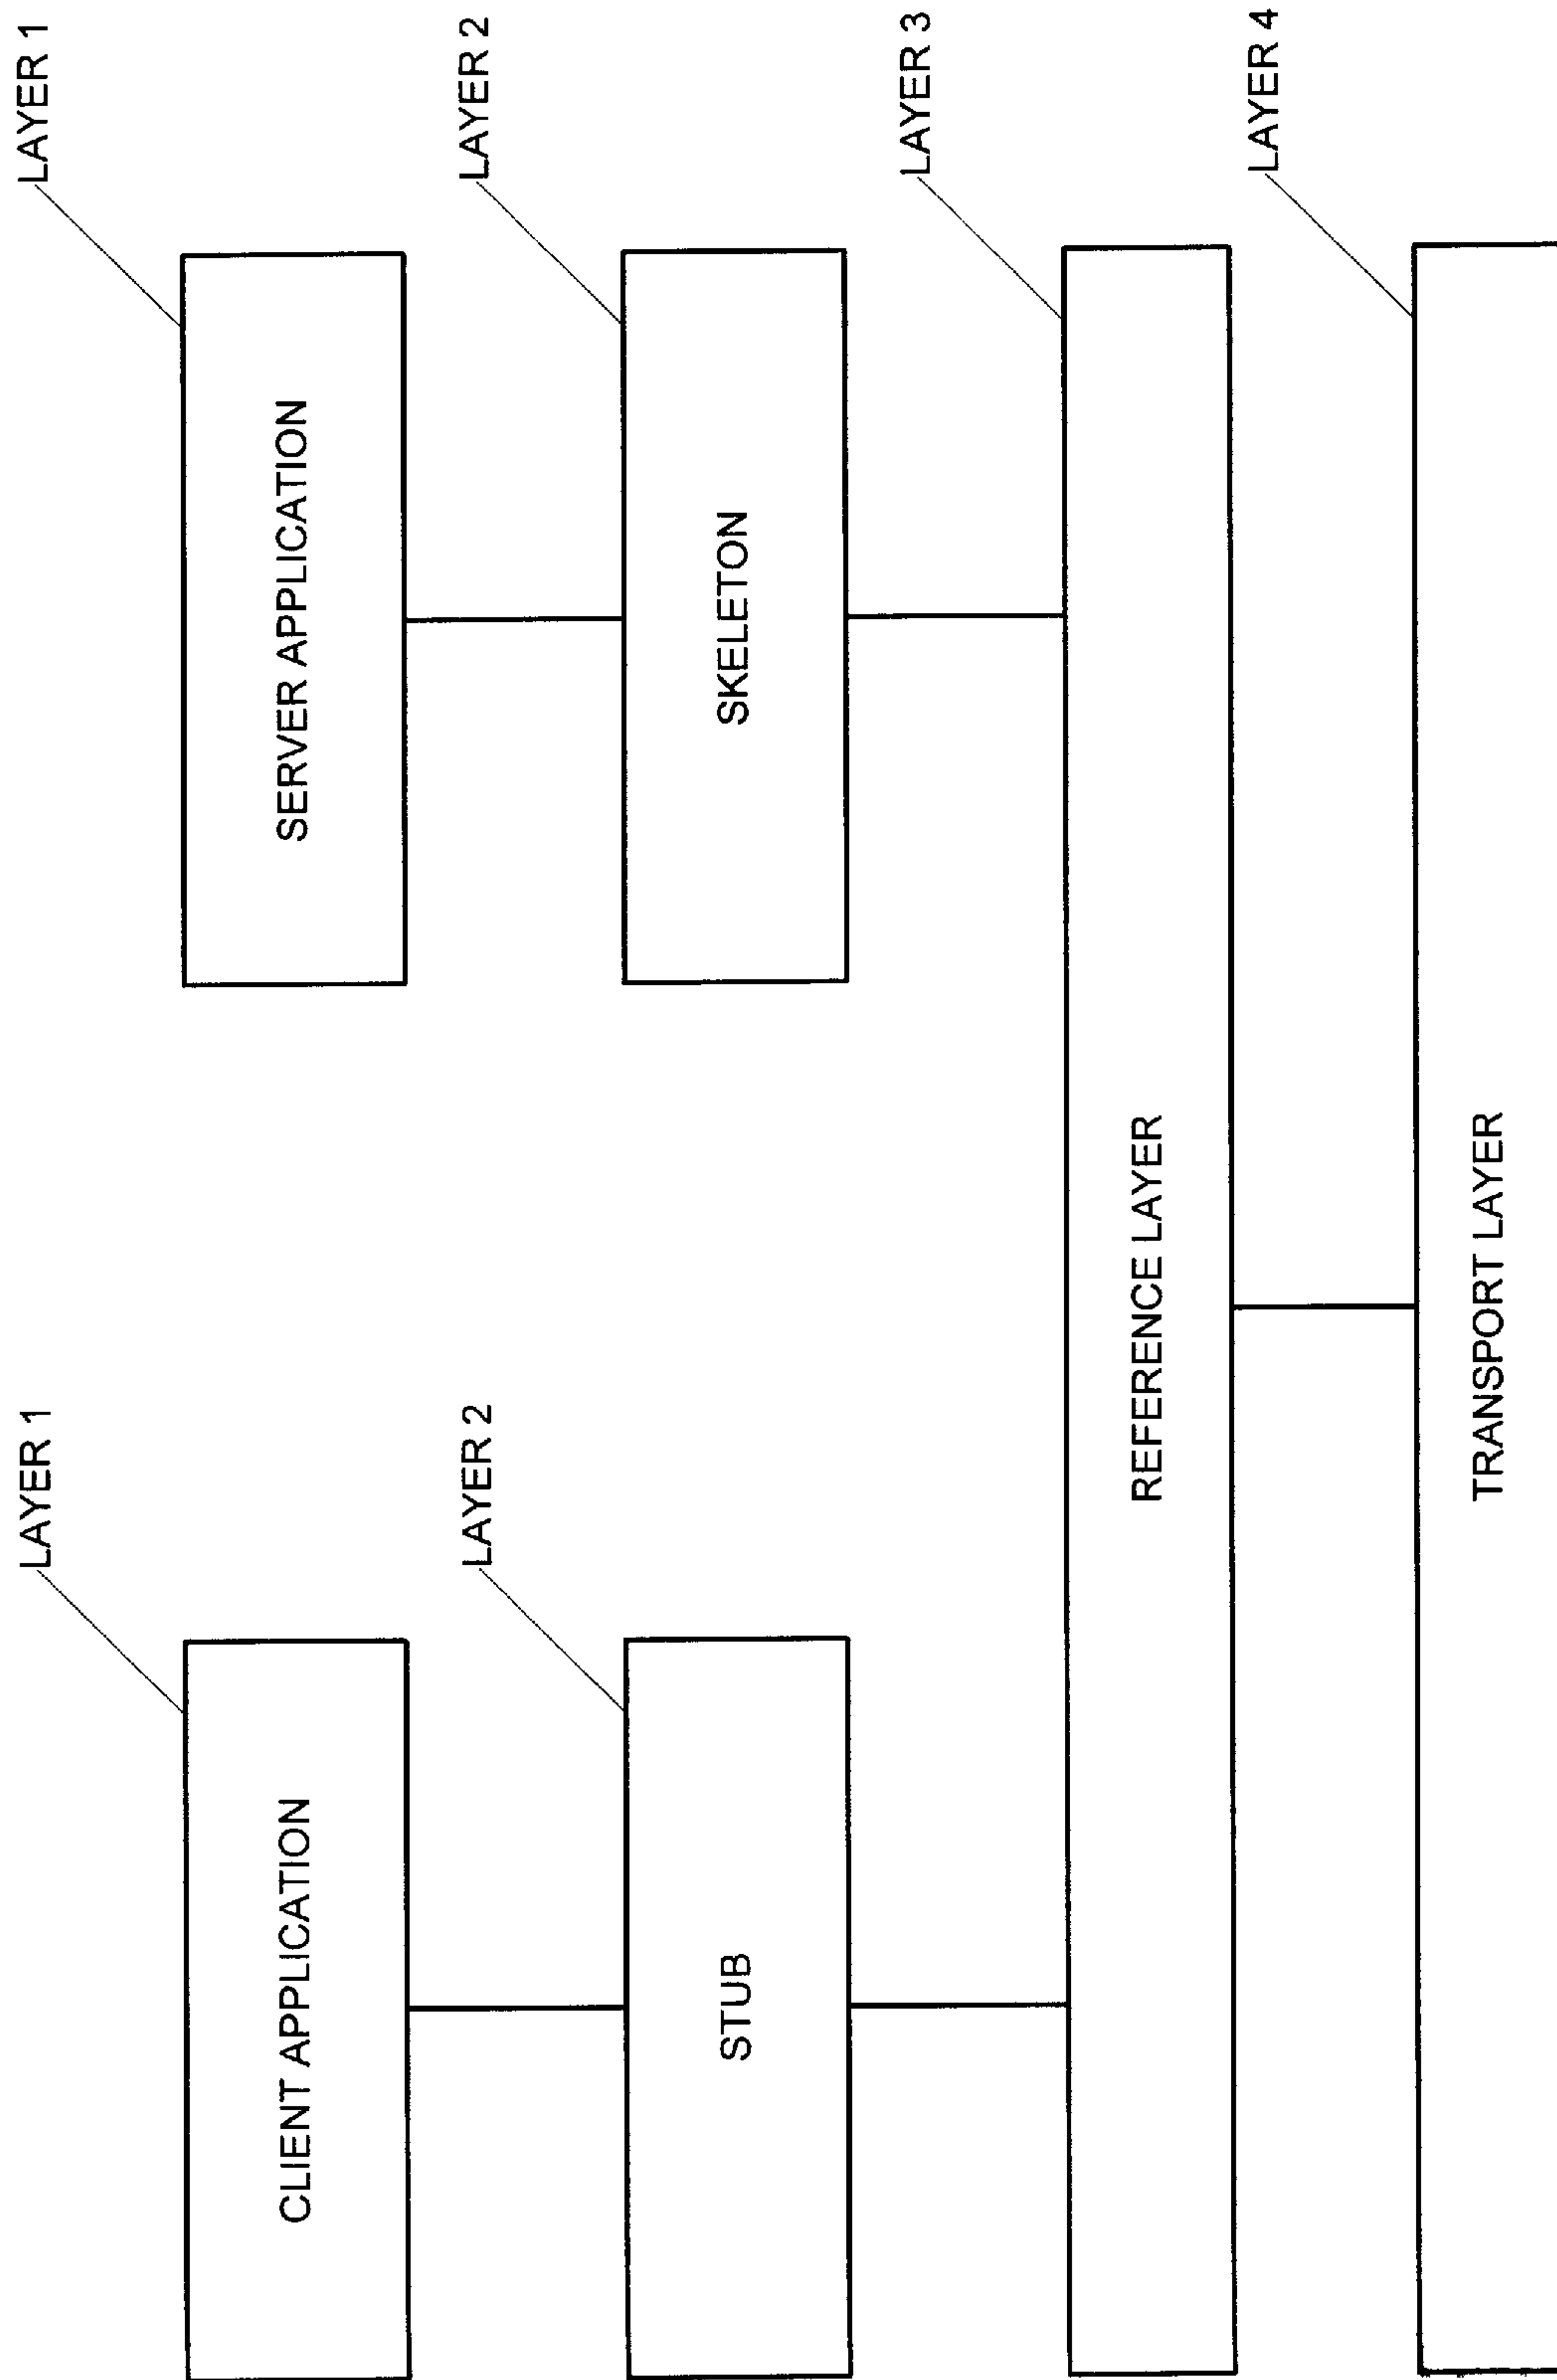 LAYER 1
LAYER 1
CLIENT APPLICATION
SERVER APPLICATION
LAYER 2
LAYER 2
STUB
SKELETON
LAYER 3
REFERENCE LAYER
LAYER 4
TRANSPORT LAYER